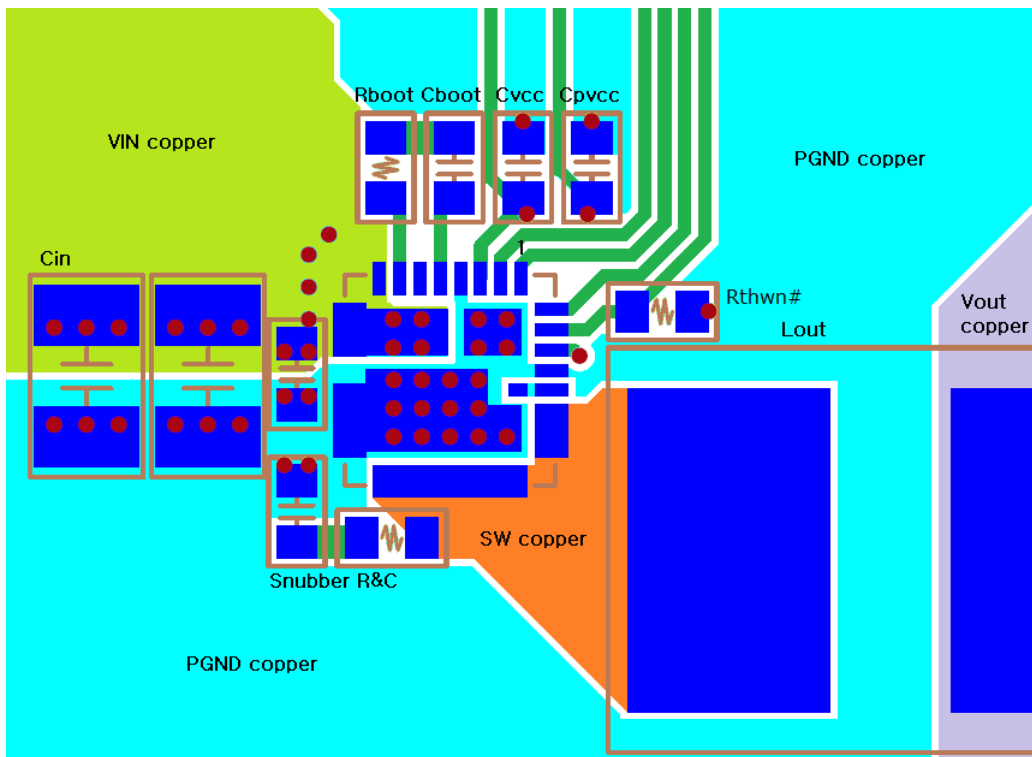 Rboot Cboot Cvcc Cpvcc
VIN copper
PGND copper
1
Cin
Rthwn#
Vout
copper
Lout
SW copper
Snubber R&C
PGND copper